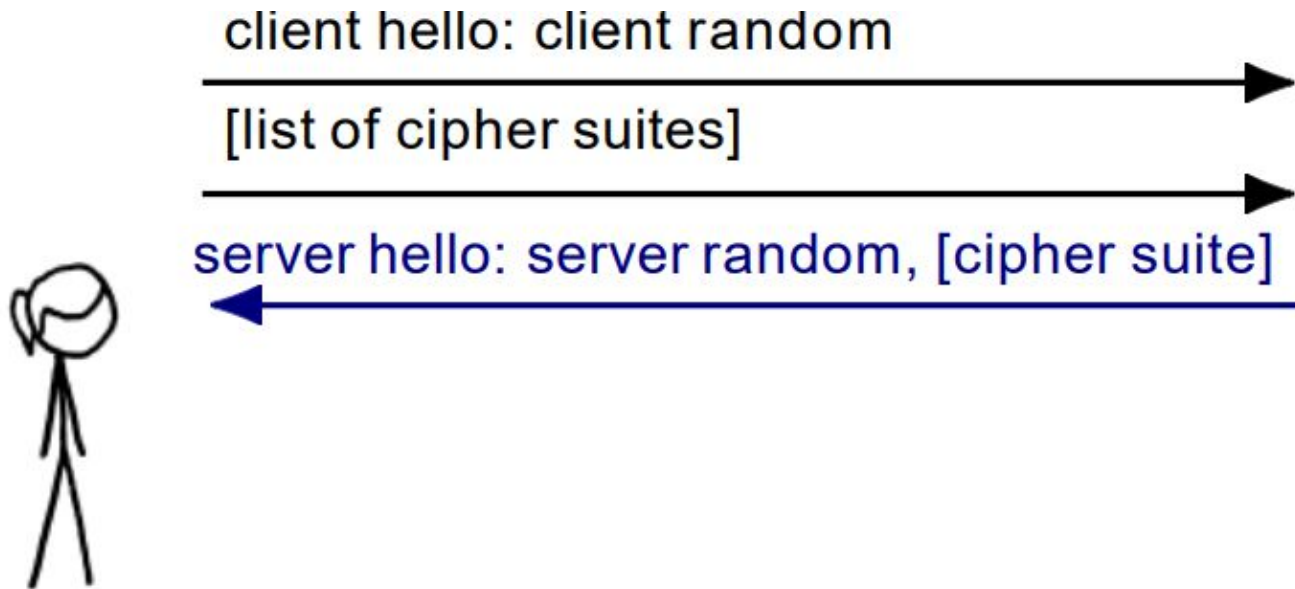 client hello: client random
[list of cipher suites]
server hello: server random, [cipher suite]